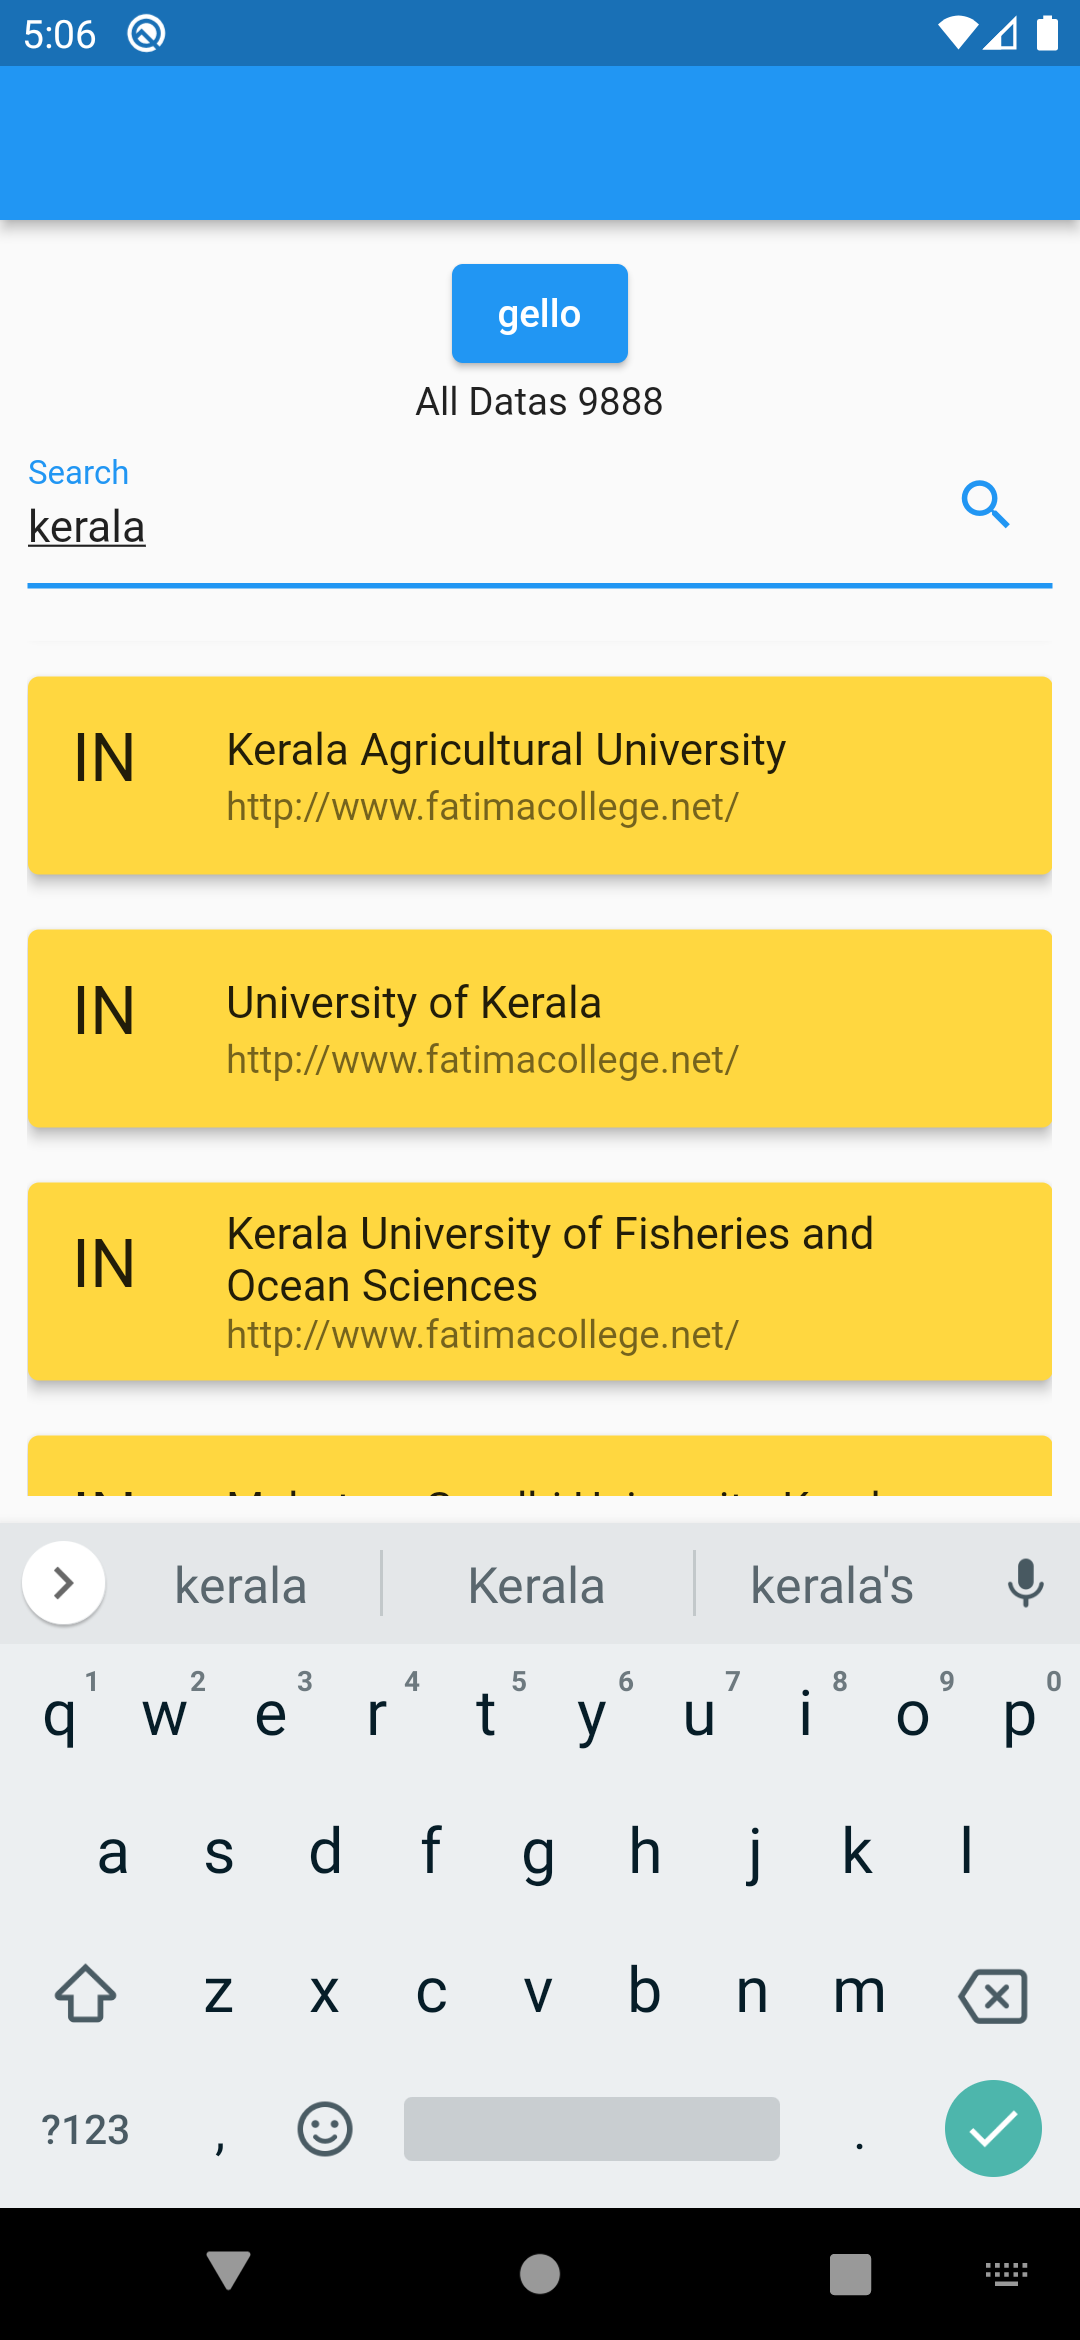 5:06
gello
All Datas 9888
Search
kerala
IN
Kerala Agricultural University
http://www.fatimacollege.net/
IN
University of Kerala
http://www.fatimacollege.net/
IN
Kerala University of Fisheries and
Ocean Sciences
http://www.fatimacollege.net/
kerala Kerala kerala's
1 2 3 4 5 6 7 8 9 0
q w e r t y u i o p
a s d f g h j k l
z x c v b n m
?123 , .